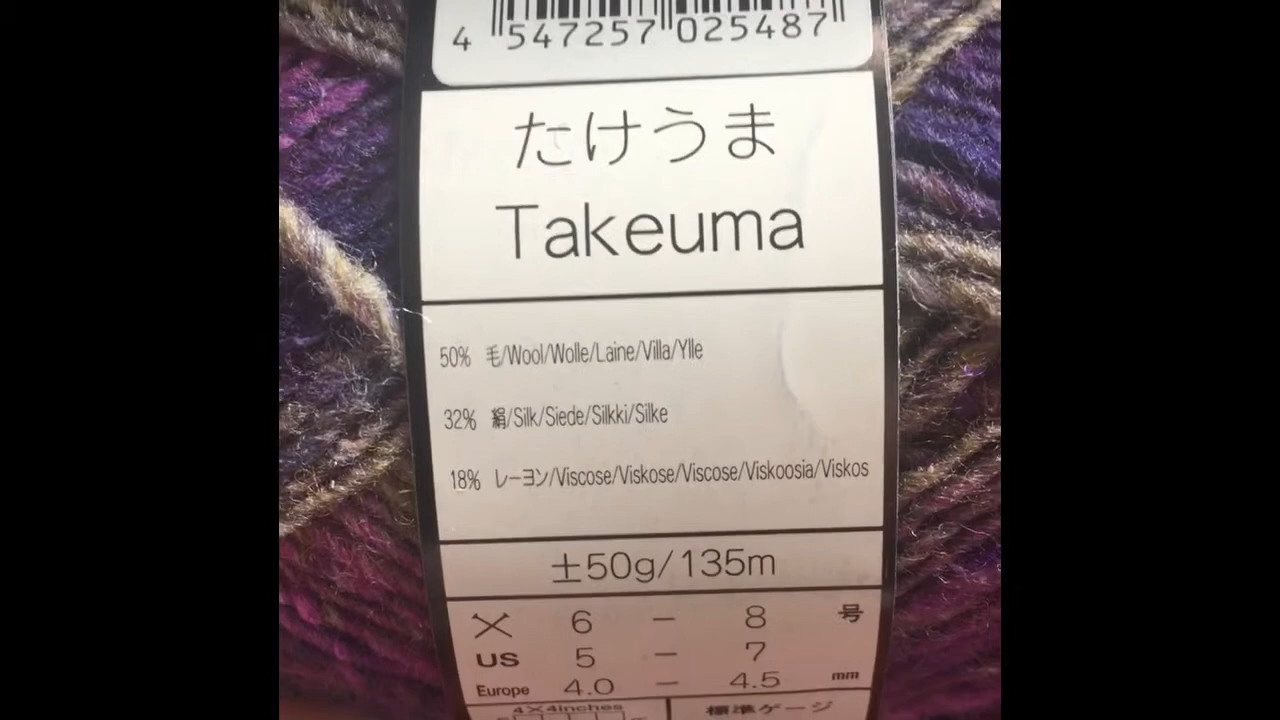 4 547257 025487
たけうま
Takeuma
50% 毛/Wool/Wolle/Laine/Villa/Ylle
32% 絹/Silk/Siede/Silkki/Silke
18% レーヨン/Viscose/Viskose/Viscose/Viskoosia/Viskos
±50g/135m
6 – 8 号
US 5 – 7
Europe 4.0 – 4.5 mm
4×4inches 標準ゲージ